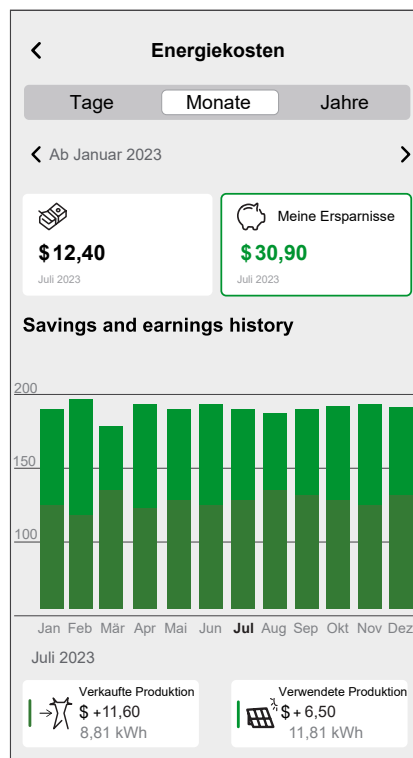 Energiekosten
Tage Monate Jahre
Ab Januar 2023
$12,40
Juli 2023
Meine Ersparnisse
$30,90
Juli 2023
Savings and earnings history
200
150
100
Jan Feb Mär Apr Mai Jun Jul Aug Sep Okt Nov Dez
Juli 2023
Verkaufte Produktion
$ +11,60
8,81 kWh
Verwendete Produktion
$ + 6,50
11,81 kWh